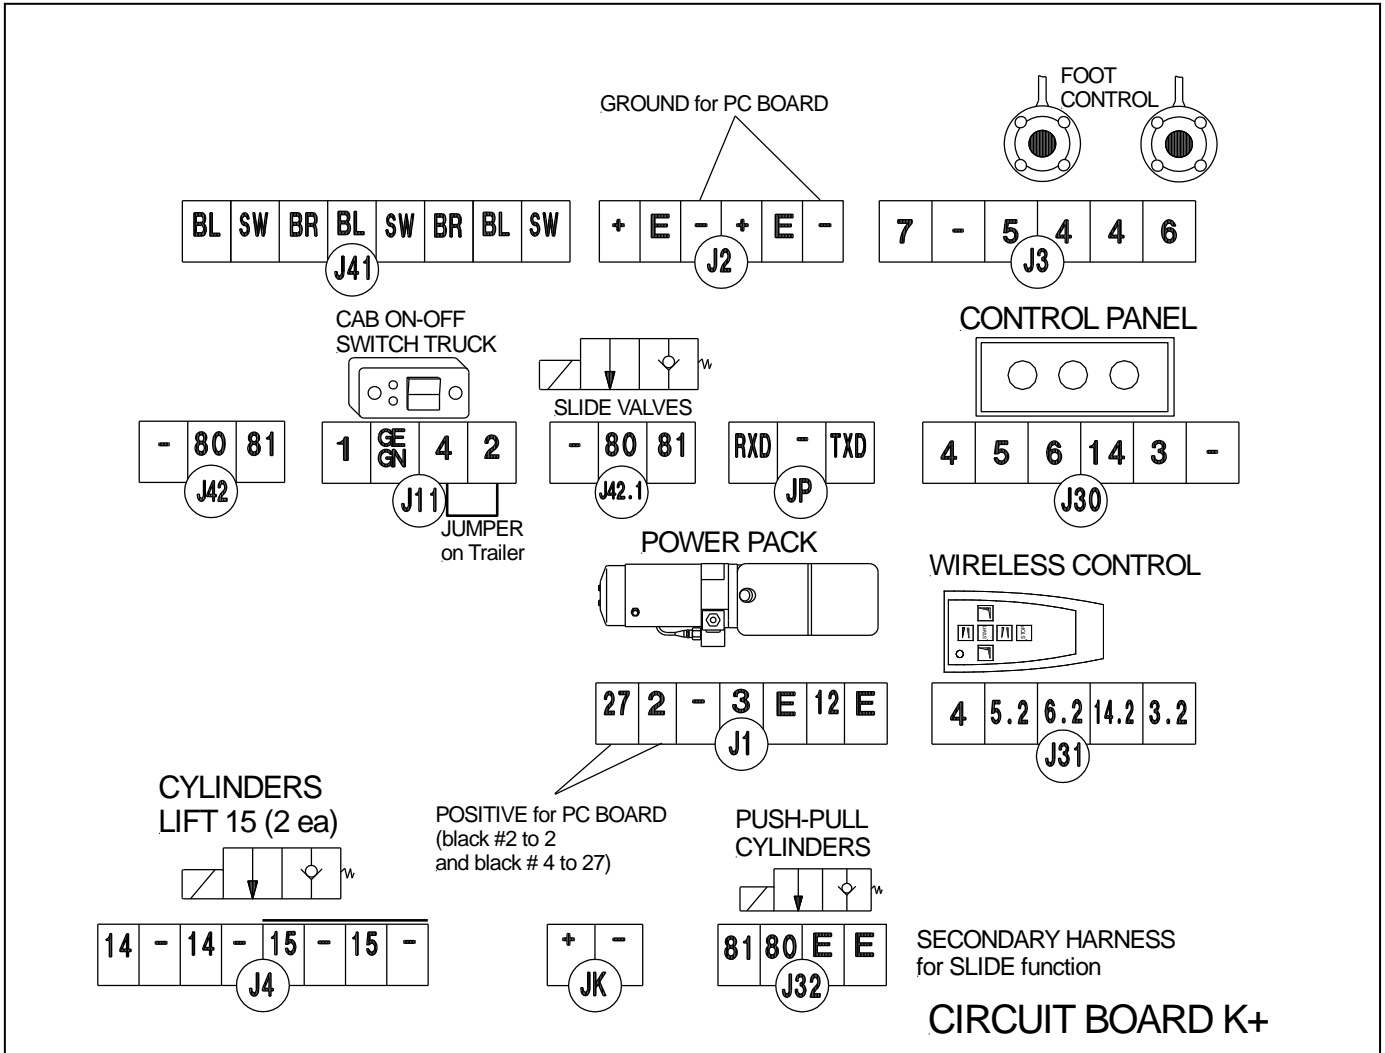 FOOT
CONTROL
GROUND for PC BOARD
BL SW BR BL SW BR BL SW
J41
+ E - + E -
J2
7 - 5 4 4 6
J3
CAB ON-OFF
SWITCH TRUCK
SLIDE VALVES
CONTROL PANEL
- 80 81
J42
1 GE GN 4 2
J11
JUMPER
on Trailer
- 80 81
J42.1
RXD - TXD
JP
4 5 6 14 3 -
J30
POWER PACK
WIRELESS CONTROL
27 2 - 3 E 12 E
J1
4 5.2 6.2 14.2 3.2
J31
CYLINDERS
LIFT 15 (2 ea)
POSITIVE for PC BOARD
(black #2 to 2
and black # 4 to 27)
PUSH-PULL
CYLINDERS
14 - 14 - 15 - 15 -
J4
+ -
JK
81 80 E E
J32
SECONDARY HARNESS
for SLIDE function
CIRCUIT BOARD K+